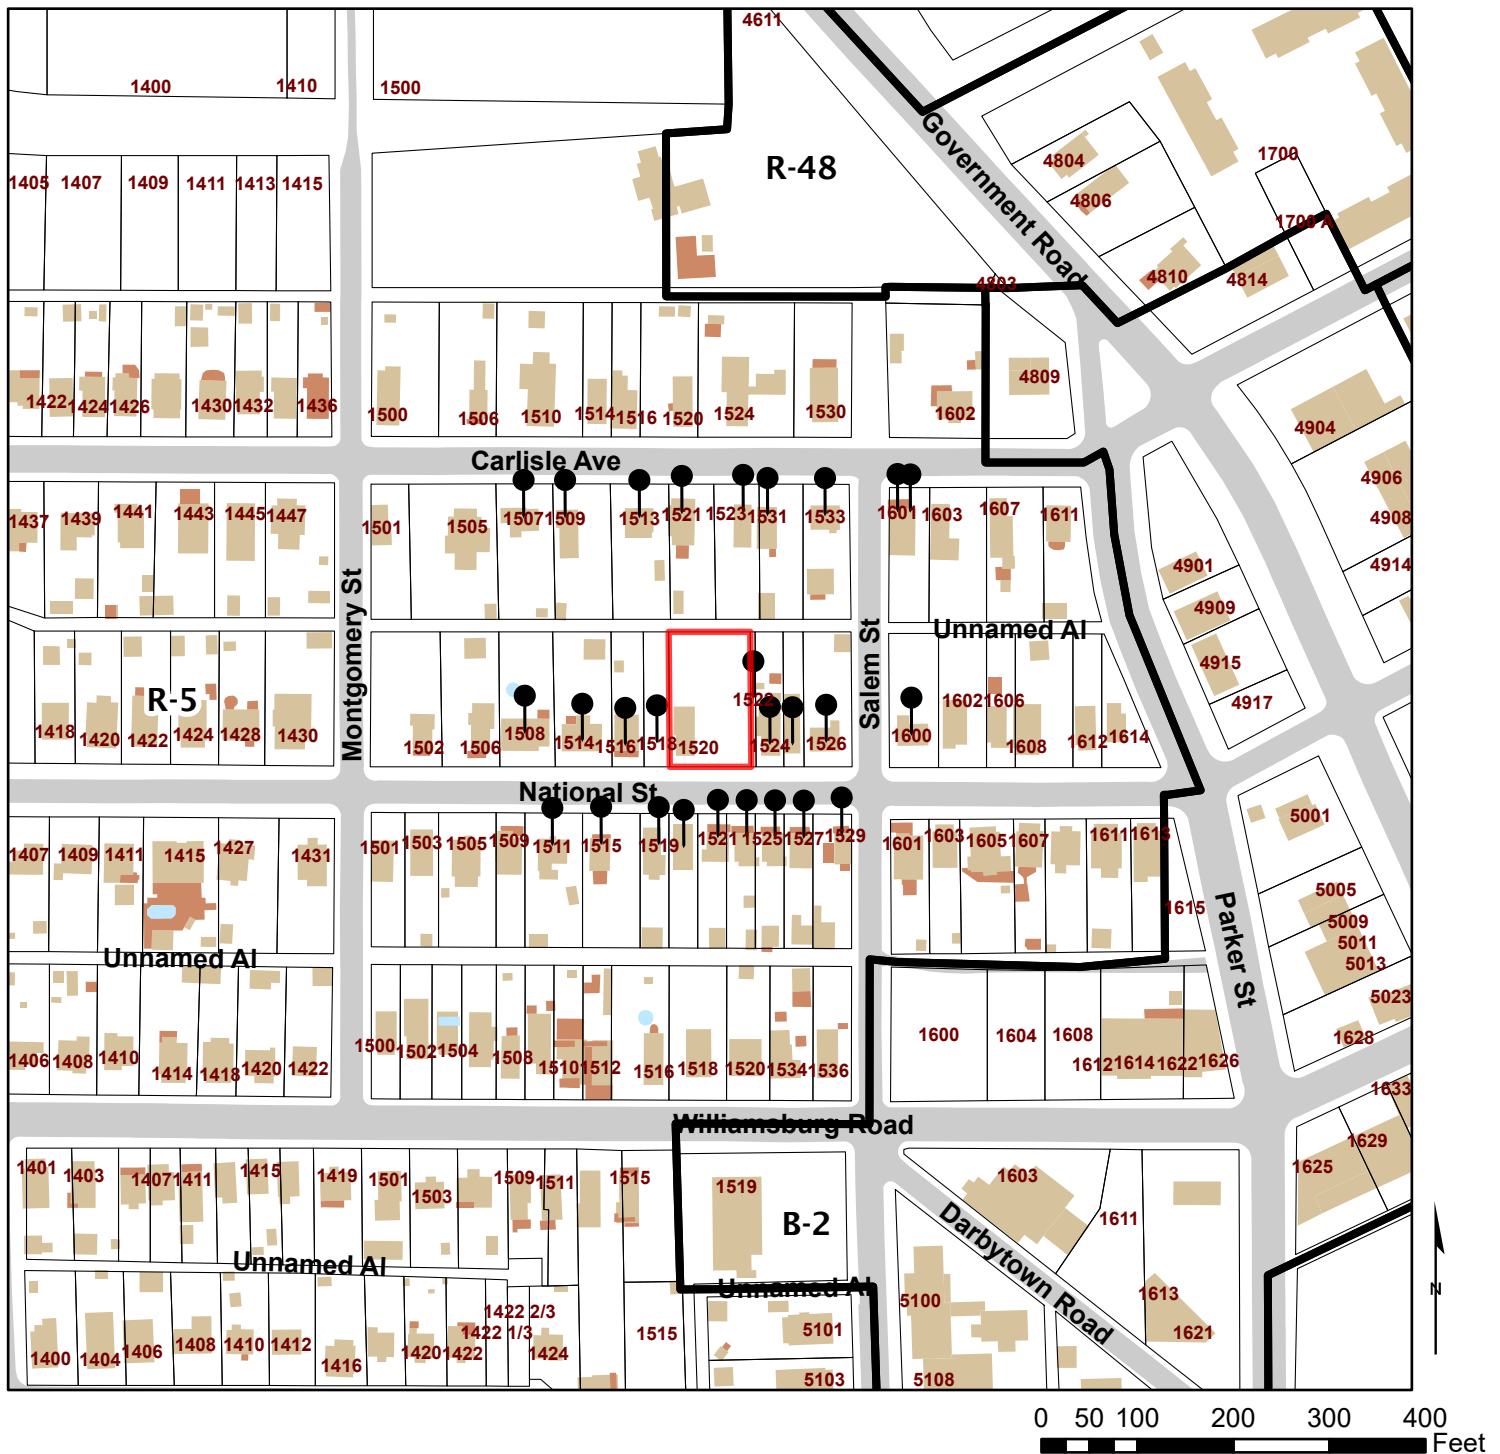 4611
1400 1410 1500
Government Road
R-48
4804 1700
1405 1407 1409 1411 1413 1415
4806
1700 A
4810 4814
4803
4809
1422 1424 1426 1430 1432 1436
1500 1506 1510 1514 1516 1520 1524 1530 1602
4904
Carlisle Ave
4906
1437 1439 1441 1443 1445 1447
1501 1505 1507 1509 1513 1521 1523 1531 1533
1601 1603 1607 1611
4908
4901 4914
Montgomery St
Salem St
Unnamed Al
4909
4915
4917
R-5
1418 1420 1422 1424 1428 1430
1502 1506 1508 1514 1516 1518 1520 1522 1524 1526
1600 1602 1606 1608 1612 1614
National St
5001
1407 1409 1411 1415 1427 1431
1501 1503 1505 1509 1511 1515 1519 1521 1525 1527 1529
1601 1603 1605 1607 1611 1613
1615
Parker St
5005
5009
5011
5013
5023
Unnamed Al
1406 1408 1410 1414 1418 1420 1422
1500 1502 1504 1508 1510 1512 1516 1518 1520 1534 1536
1600 1604 1608 1612 1614 1622 1626
1628
1633
Williamsburg Road
1629
1625
1401 1403 1407 1411 1415 1419 1501 1503 1509 1511 1515
1519
B-2
1603
1611
Darbytown Road
Unnamed Al
Unnamed Al
1613
1621
5100
5101
5103
5108
1400 1404 1406 1408 1410 1412 1416 1420 1422
1422 2/3
1422 1/3
1424
1515
N
0 50 100 200 300 400
Feet